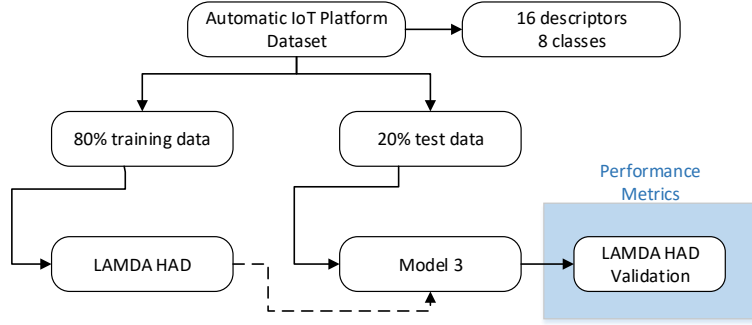 Automatic IoT Platform
Dataset
16 descriptors
8 classes
80% training data
20% test data
Performance
Metrics
LAMDA HAD
Model 3
LAMDA HAD
Validation